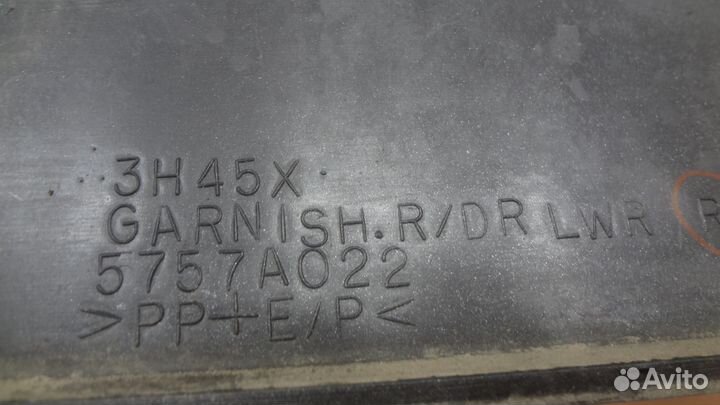 3H45X
GARNISH.R/DR LWR R
5757A022
>PP+E/P<
Avito